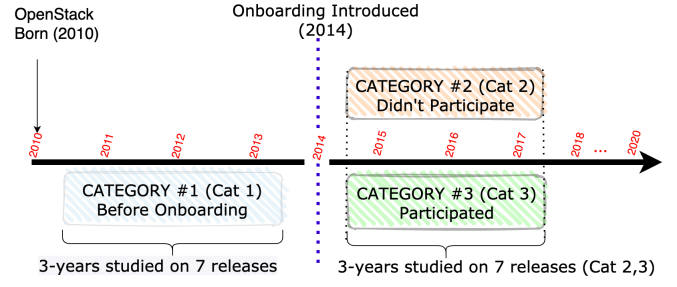 OpenStack
Born (2010)
Onboarding Introduced
(2014)
CATEGORY #2 (Cat 2)
Didn't Participate
2010
2011
2012
2013
2014
2015
2016
2017
2018
...
2020
CATEGORY #1 (Cat 1)
Before Onboarding
CATEGORY #3 (Cat 3)
Participated
3-years studied on 7 releases
3-years studied on 7 releases (Cat 2,3)